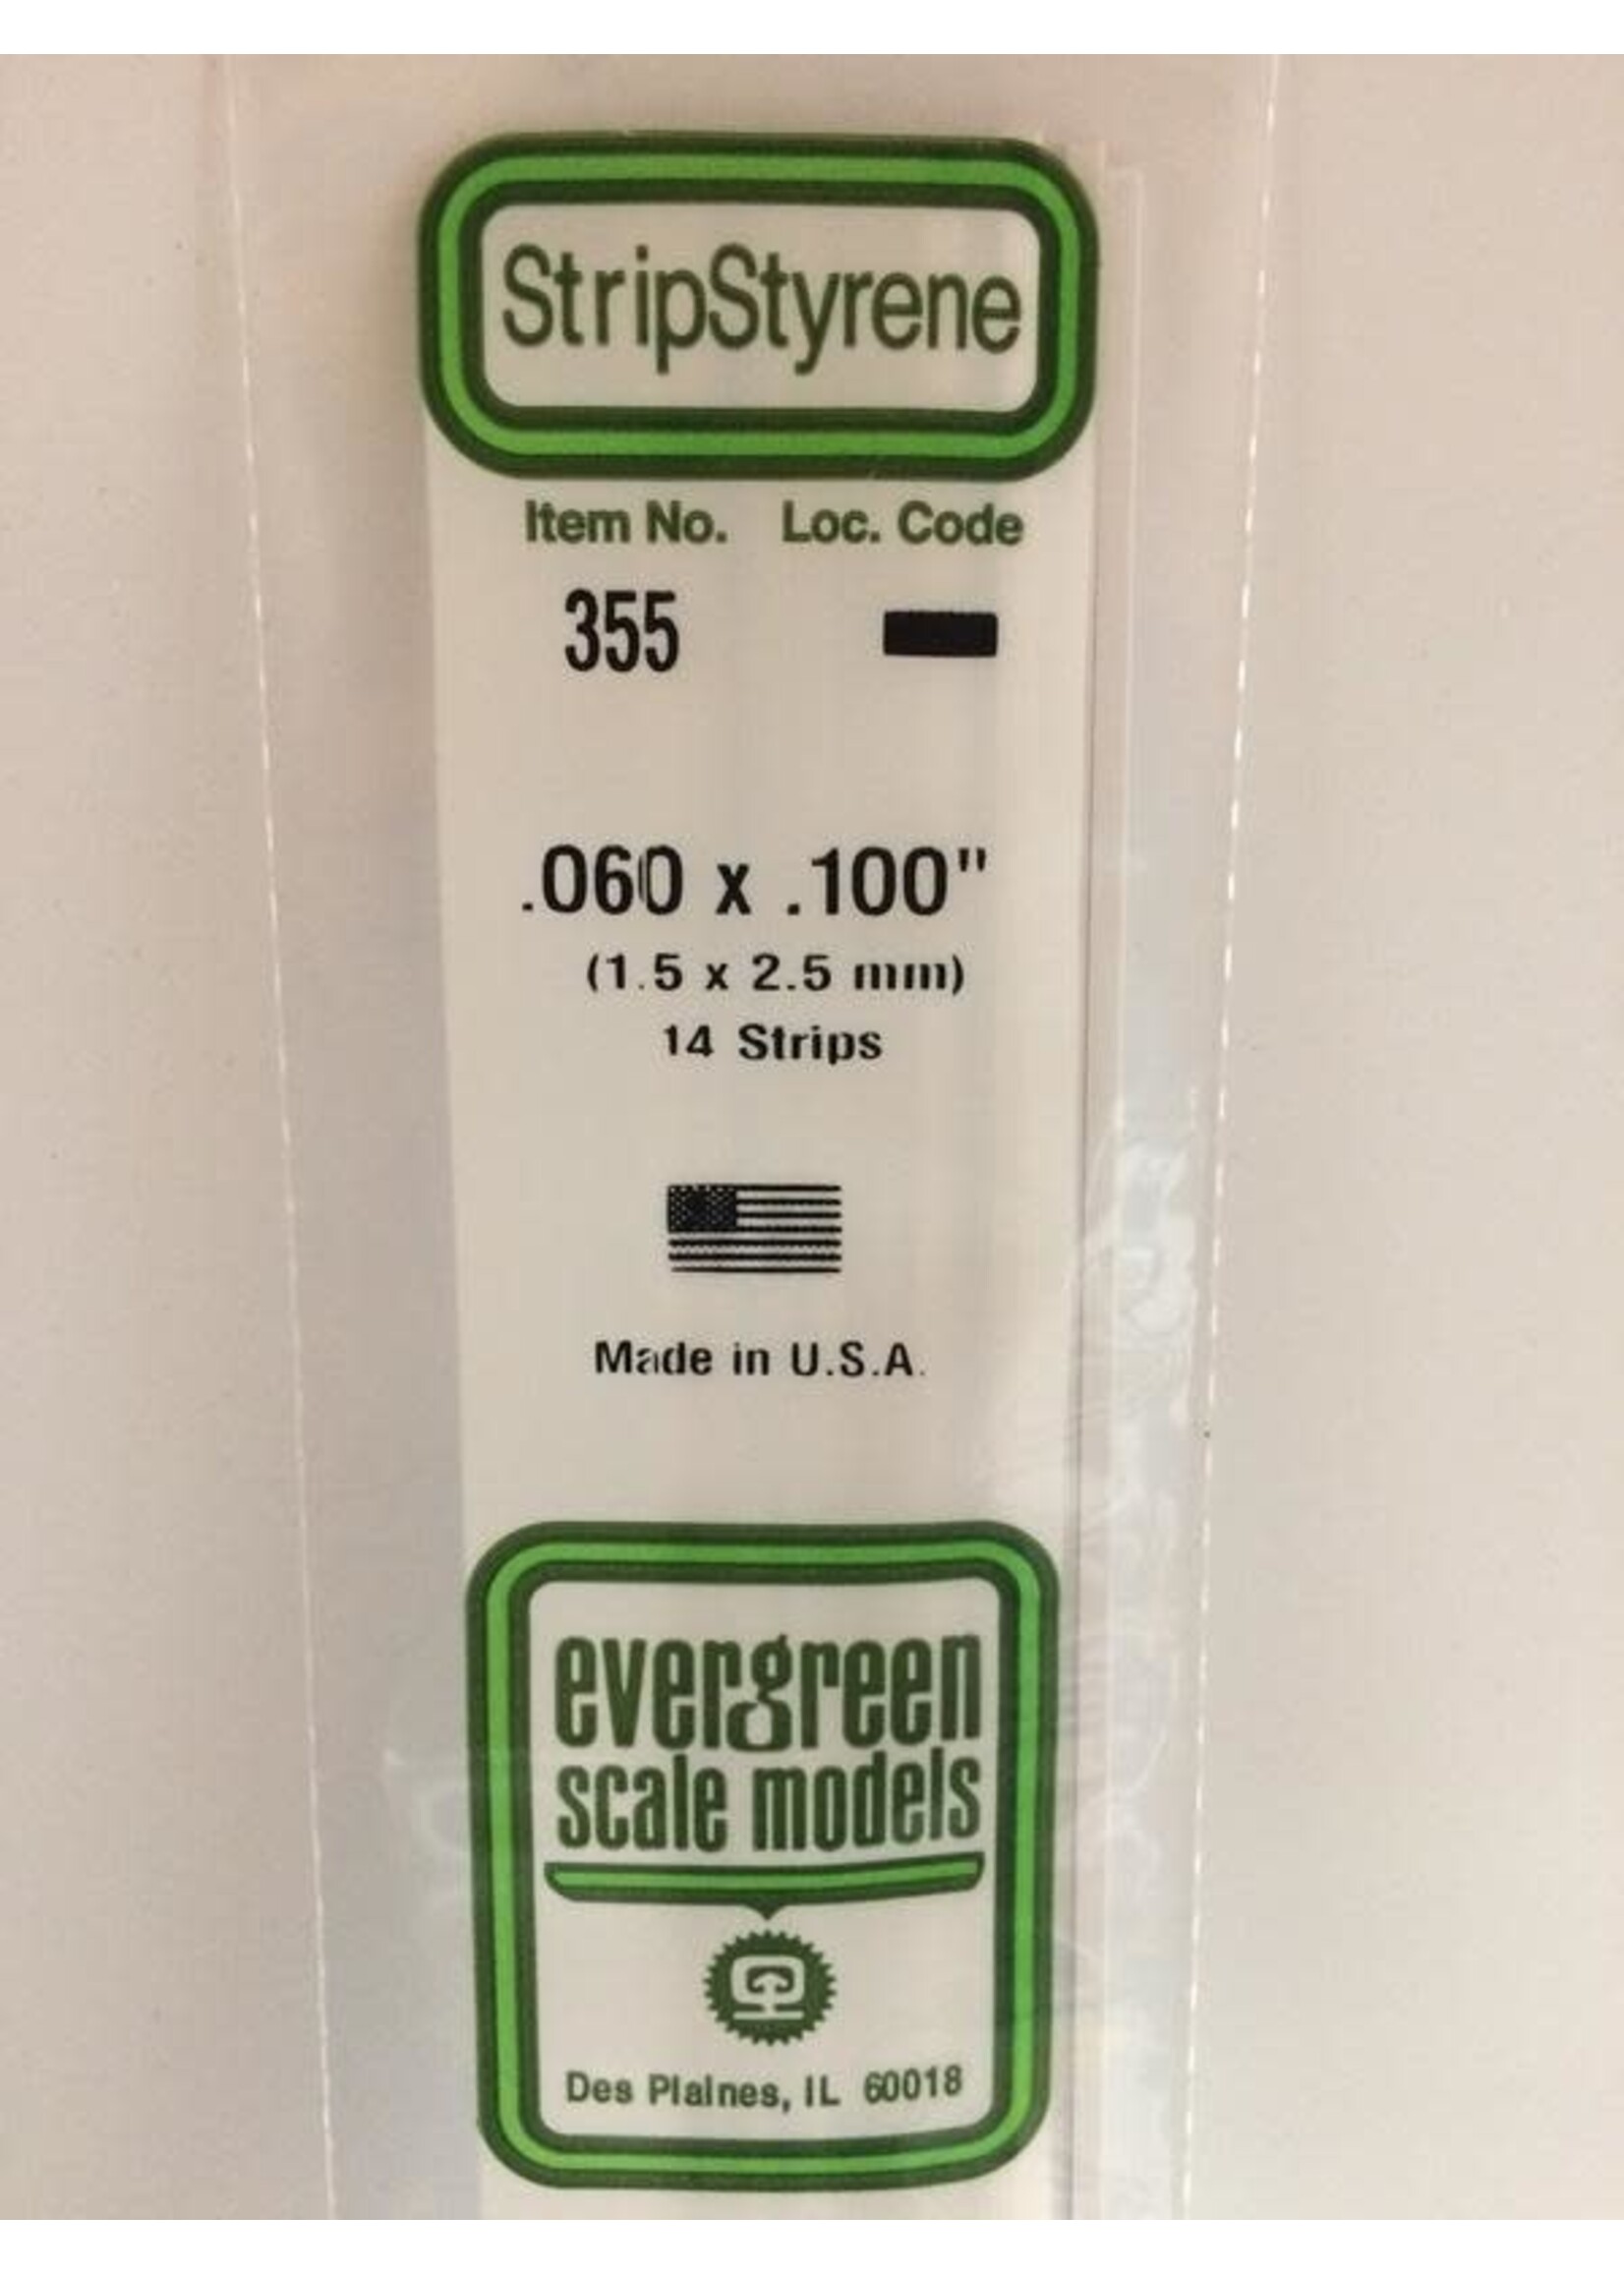 StripStyrene
Item No. Loc. Code
355
.060 x .100"
(1.5 x 2.5 mm)
14 Strips
Made in U.S.A.
evergreen
scale models
Des Plaines, IL 60018